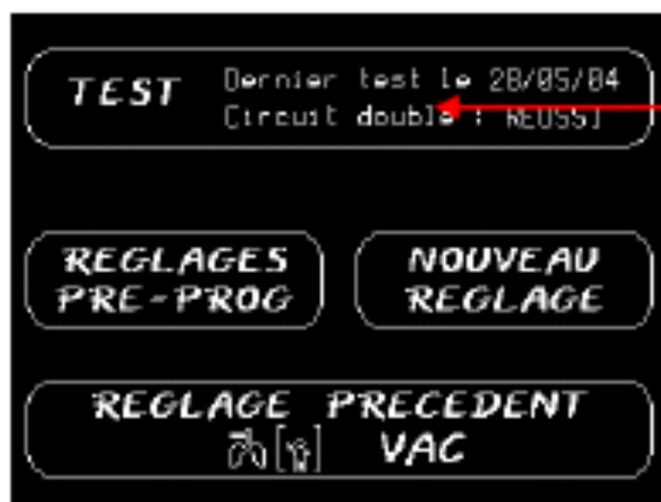 TEST
Dernier test le 28/05/04
Circuit double : REUSSI
REGLAGES
PRE-PROG
NOUVEAU
REGLAGE
REGLAGE PRECEDENT
VAC